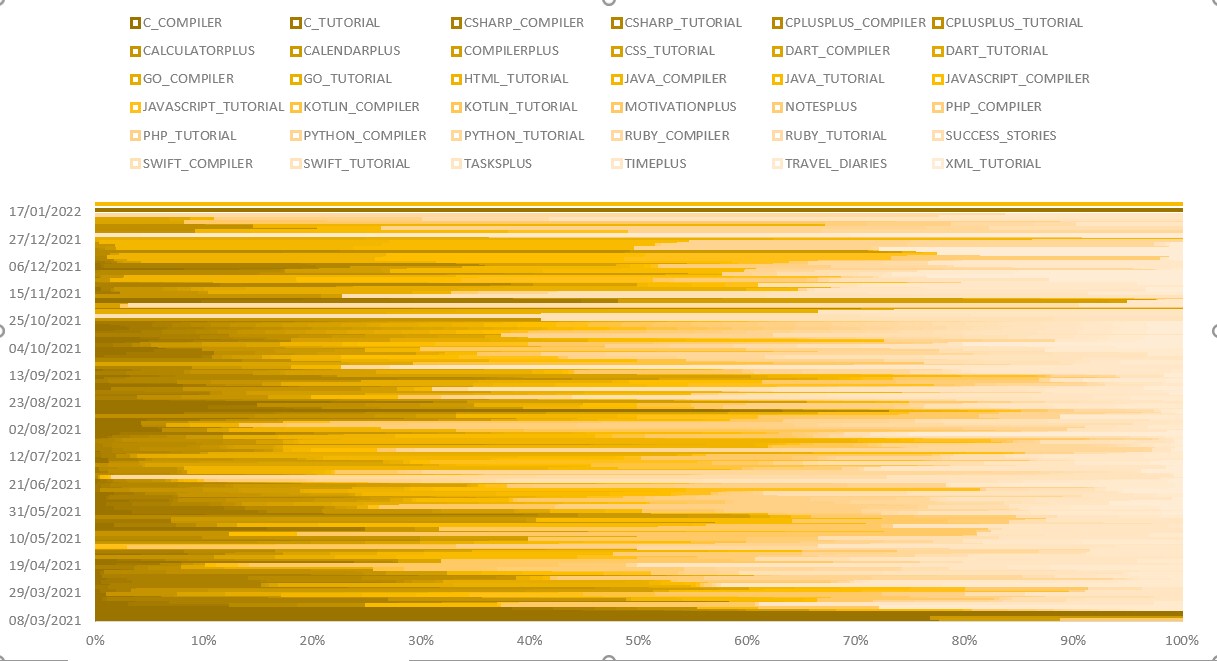 C_COMPILER C_TUTORIAL CSHARP_COMPILER CSHARP_TUTORIAL CPLUSPLUS_COMPILER CPLUSPLUS_TUTORIAL
CALCULATORPLUS CALENDARPLUS COMPILERPLUS CSS_TUTORIAL DART_COMPILER DART_TUTORIAL
GO_COMPILER GO_TUTORIAL HTML_TUTORIAL JAVA_COMPILER JAVA_TUTORIAL JAVASCRIPT_COMPILER
JAVASCRIPT_TUTORIAL KOTLIN_COMPILER KOTLIN_TUTORIAL MOTIVATIONPLUS NOTESPLUS PHP_COMPILER
PHP_TUTORIAL PYTHON_COMPILER PYTHON_TUTORIAL RUBY_COMPILER RUBY_TUTORIAL SUCCESS_STORIES
SWIFT_COMPILER SWIFT_TUTORIAL TASKSPLUS TIMEPLUS TRAVEL_DIARIES XML_TUTORIAL
17/01/2022
27/12/2021
06/12/2021
15/11/2021
25/10/2021
04/10/2021
13/09/2021
23/08/2021
02/08/2021
12/07/2021
21/06/2021
31/05/2021
10/05/2021
19/04/2021
29/03/2021
08/03/2021
0% 10% 20% 30% 40% 50% 60% 70% 80% 90% 100%